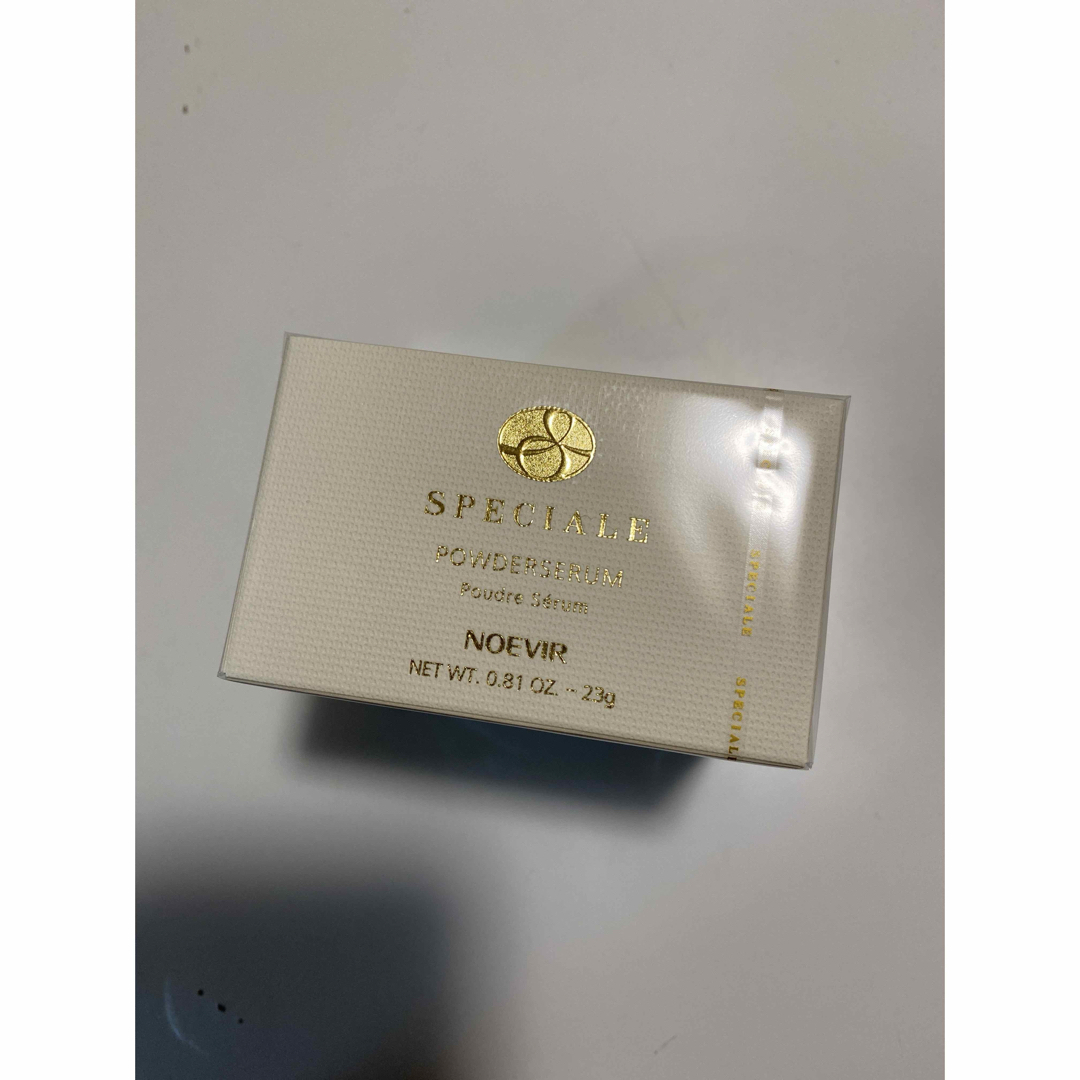 SPECIALE
POWDERSERUM
Poudre Sérum
NOEVIR
NET WT. 0.81 OZ. ~ 23g
SPECIALE
SPECIALE